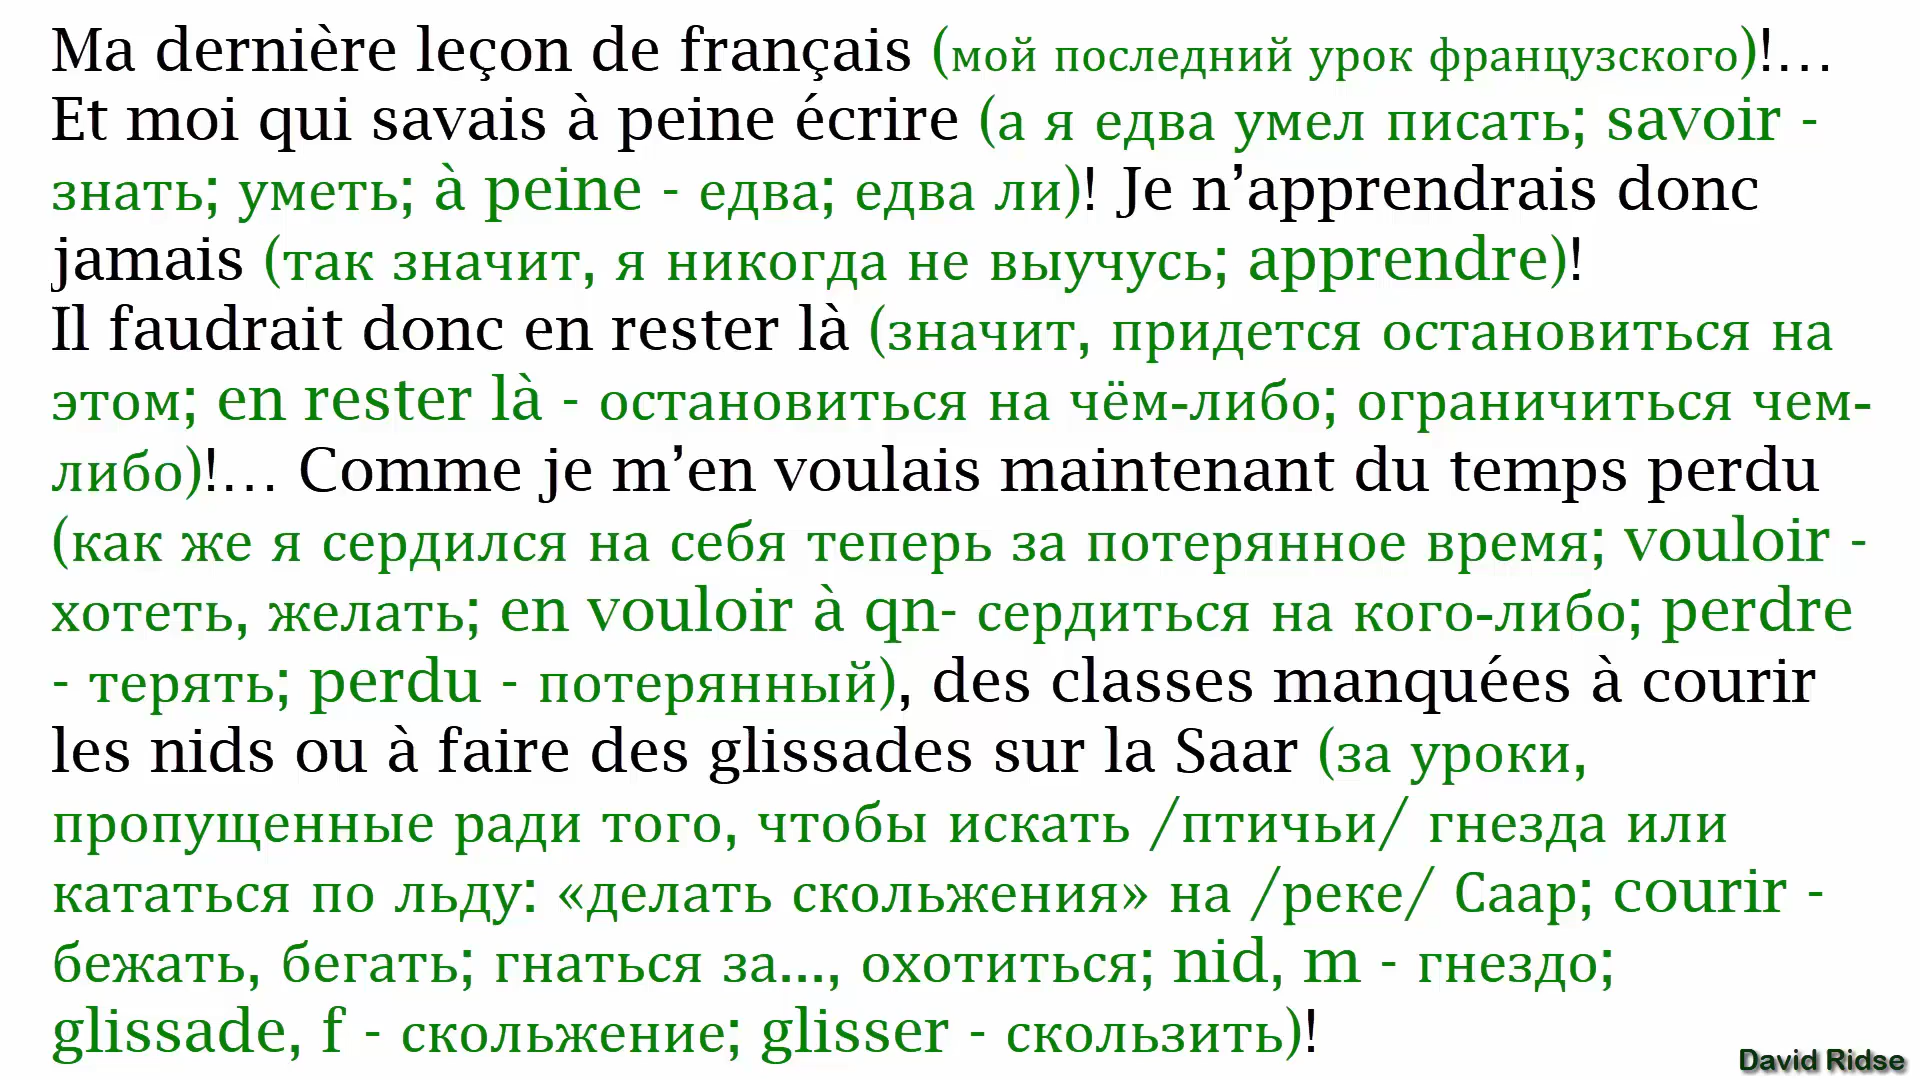 Ma dernière leçon de français (мой последний урок французского)!…
Et moi qui savais à peine écrire (а я едва умел писать; savoir -
знать; уметь; à peine - едва; едва ли)! Je n’apprendrais donc
jamais (так значит, я никогда не выучусь; apprendre)!
Il faudrait donc en rester là (значит, придется остановиться на
этом; en rester là - остановиться на чём-либо; ограничиться чем-
либо)!… Comme je m’en voulais maintenant du temps perdu
(как же я сердился на себя теперь за потерянное время; vouloir -
хотеть, желать; en vouloir à qn- сердиться на кого-либо; perdre
- терять; perdu - потерянный), des classes manquées à courir
les nids ou à faire des glissades sur la Saar (за уроки,
пропущенные ради того, чтобы искать /птичьи/ гнезда или
кататься по льду: «делать скольжения» на /реке/ Саар; courir -
бежать, бегать; гнаться за…, охотиться; nid, m - гнездо;
glissade, f - скольжение; glisser - скользить)!
David Ridse